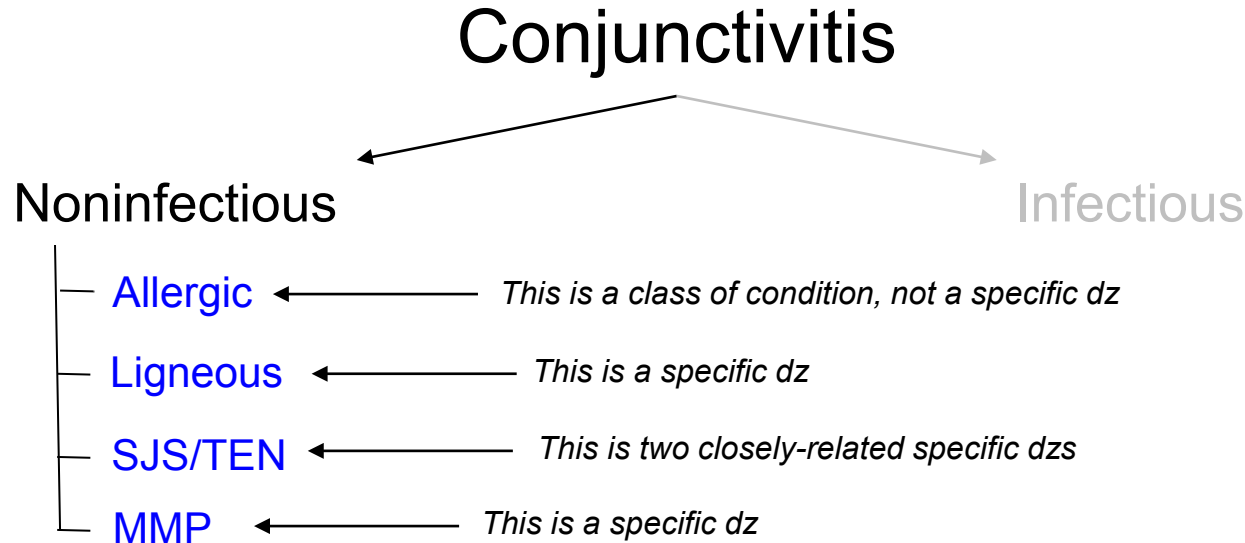 Conjunctivitis
Noninfectious
Infectious
Allergic
This is a class of condition, not a specific dz
Ligneous
This is a specific dz
SJS/TEN
This is two closely-related specific dzs
MMP
This is a specific dz